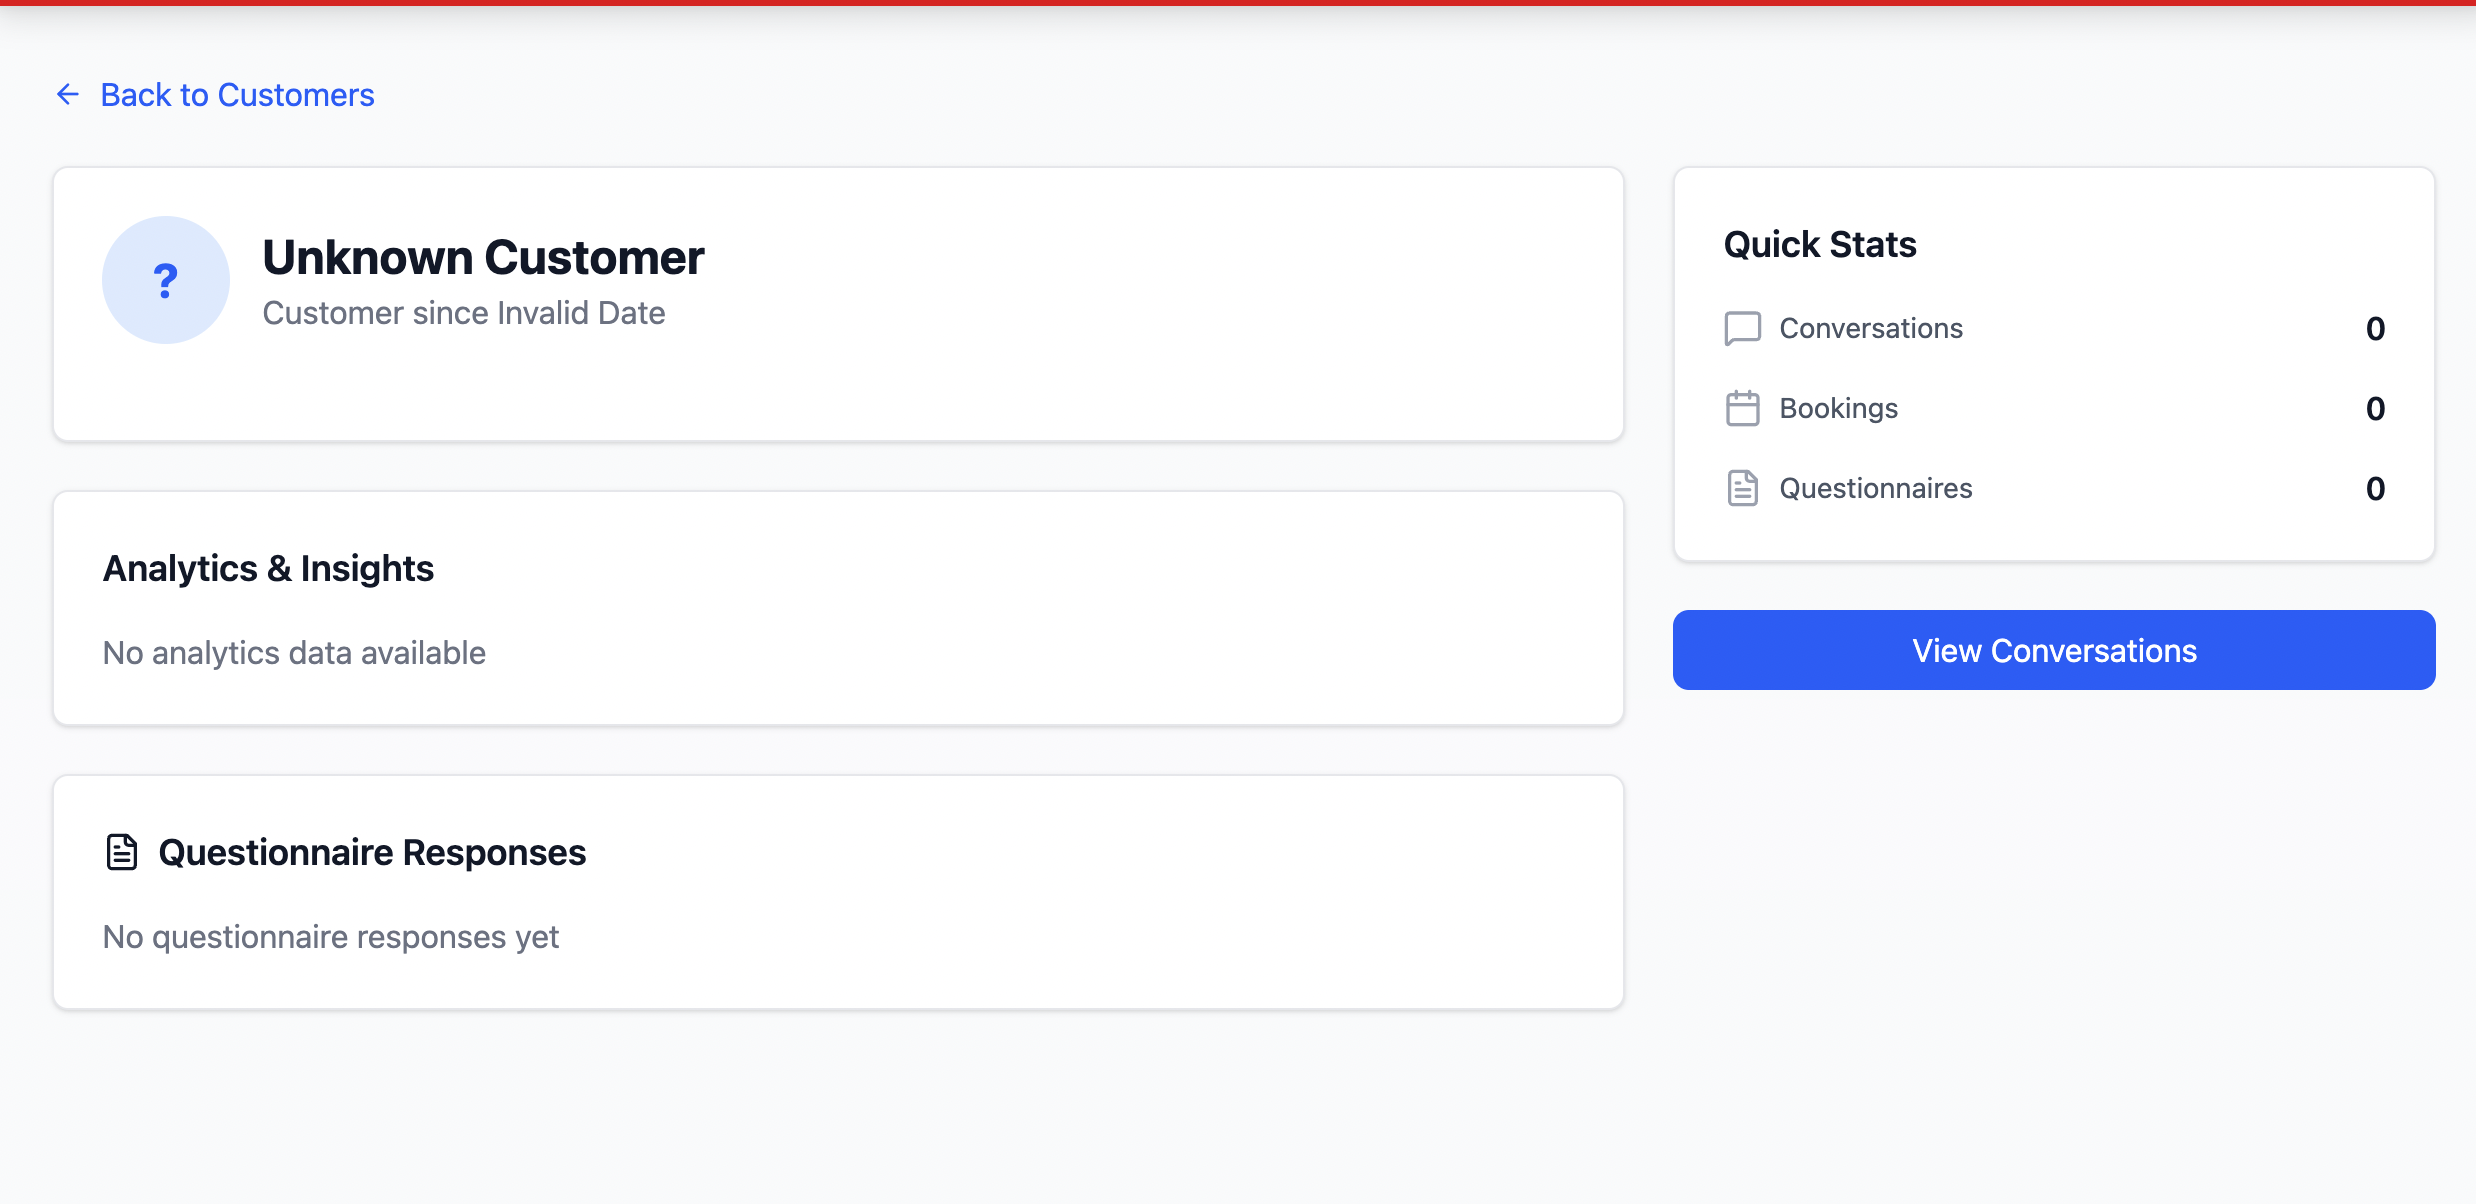 Back to Customers
?
Unknown Customer
Customer since Invalid Date
Analytics & Insights
No analytics data available
Questionnaire Responses
No questionnaire responses yet
Quick Stats
Conversations 0
Bookings 0
Questionnaires 0
View Conversations